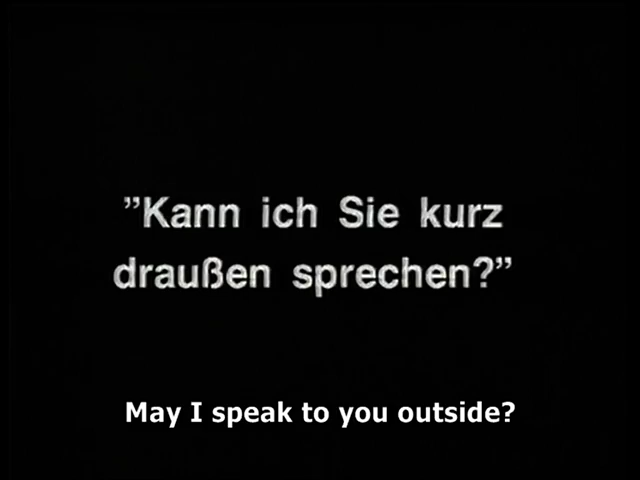 ”Kann ich Sie kurz
draußen sprechen?”
May I speak to you outside?